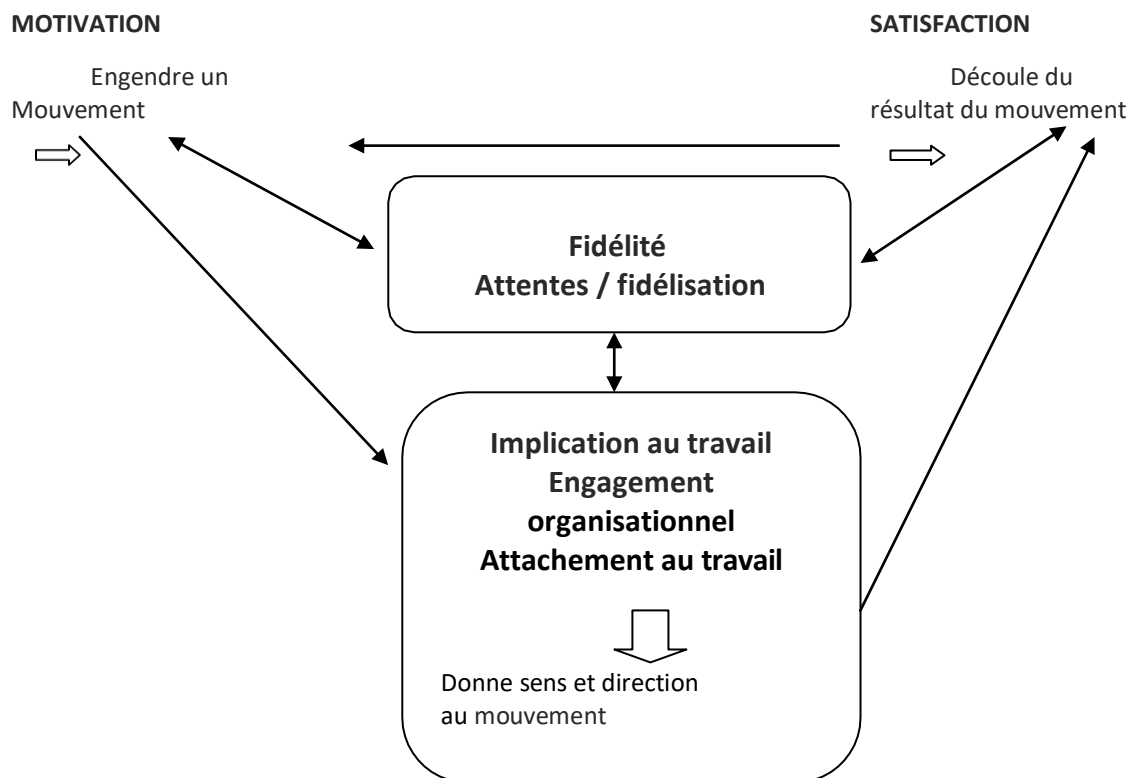 MOTIVATION
SATISFACTION
Engendre un
Mouvement
Découle du
résultat du mouvement
Fidélité
Attentes / fidélisation
Implication au travail
Engagement
organisationnel
Attachement au travail
Donne sens et direction
au mouvement